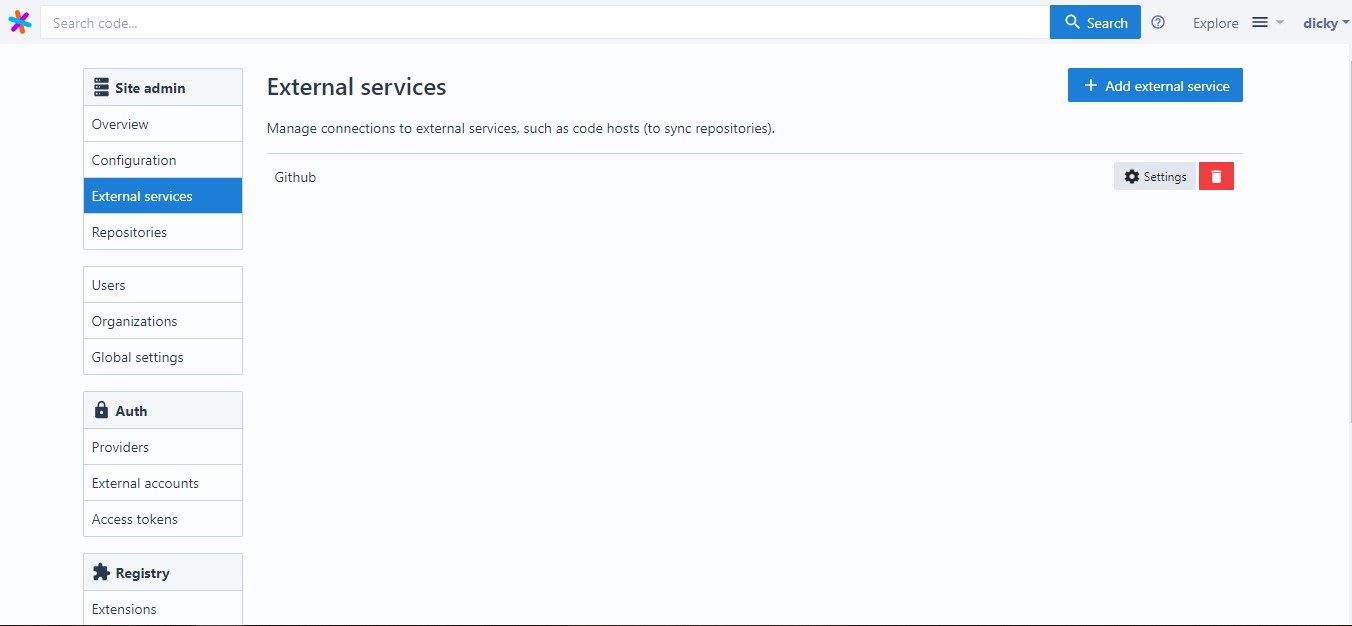 Search code...
Search
Explore
dicky
Site admin
Overview
Configuration
External services
Repositories
Users
Organizations
Global settings
Auth
Providers
External accounts
Access tokens
Registry
Extensions
External services
Add external service
Manage connections to external services, such as code hosts (to sync repositories).
Github
Settings